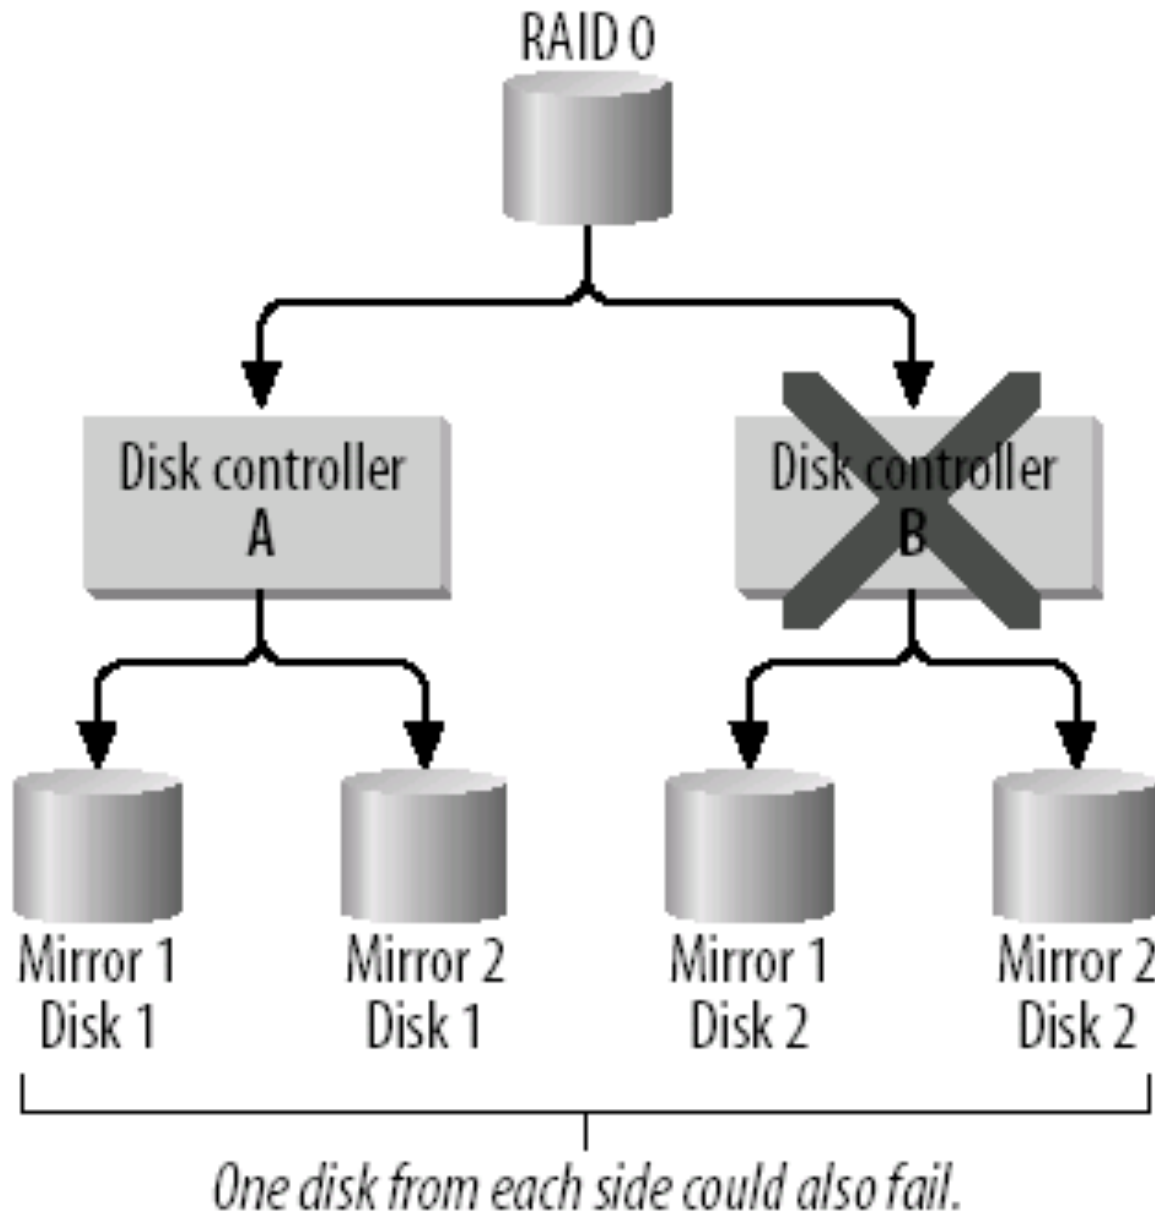 RAID 0
Disk controller
A
Disk controller
B
Mirror 1
Disk 1
Mirror 2
Disk 1
Mirror 1
Disk 2
Mirror 2
Disk 2
One disk from each side could also fail.